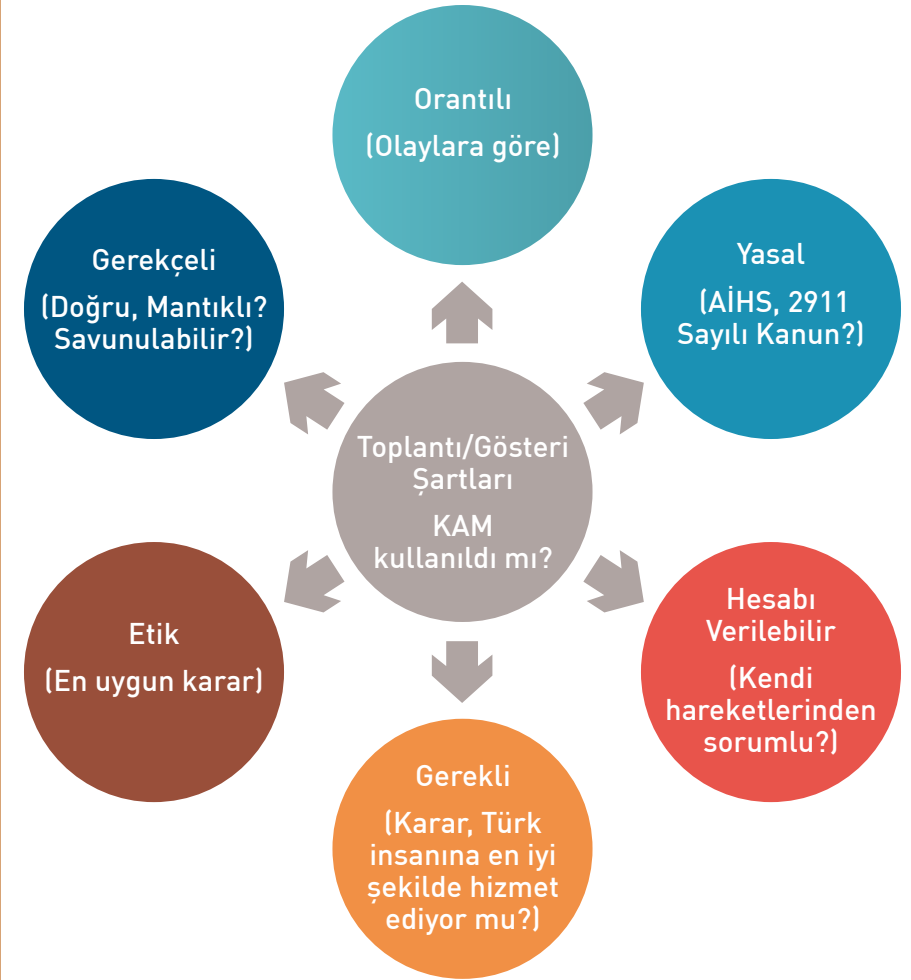 Orantılı
(Olaylara göre)
Gerekçeli
(Doğru, Mantıklı?
Savunulabilir?)
Yasal
(AİHS, 2911
Sayılı Kanun?)
Toplantı/Gösteri
Şartları
KAM
kullanıldı mı?
Etik
(En uygun karar)
Hesabı
Verilebilir
(Kendi
hareketlerinden
sorumlu?)
Gerekli
(Karar, Türk
insanına en iyi
şekilde hizmet
ediyor mu?)